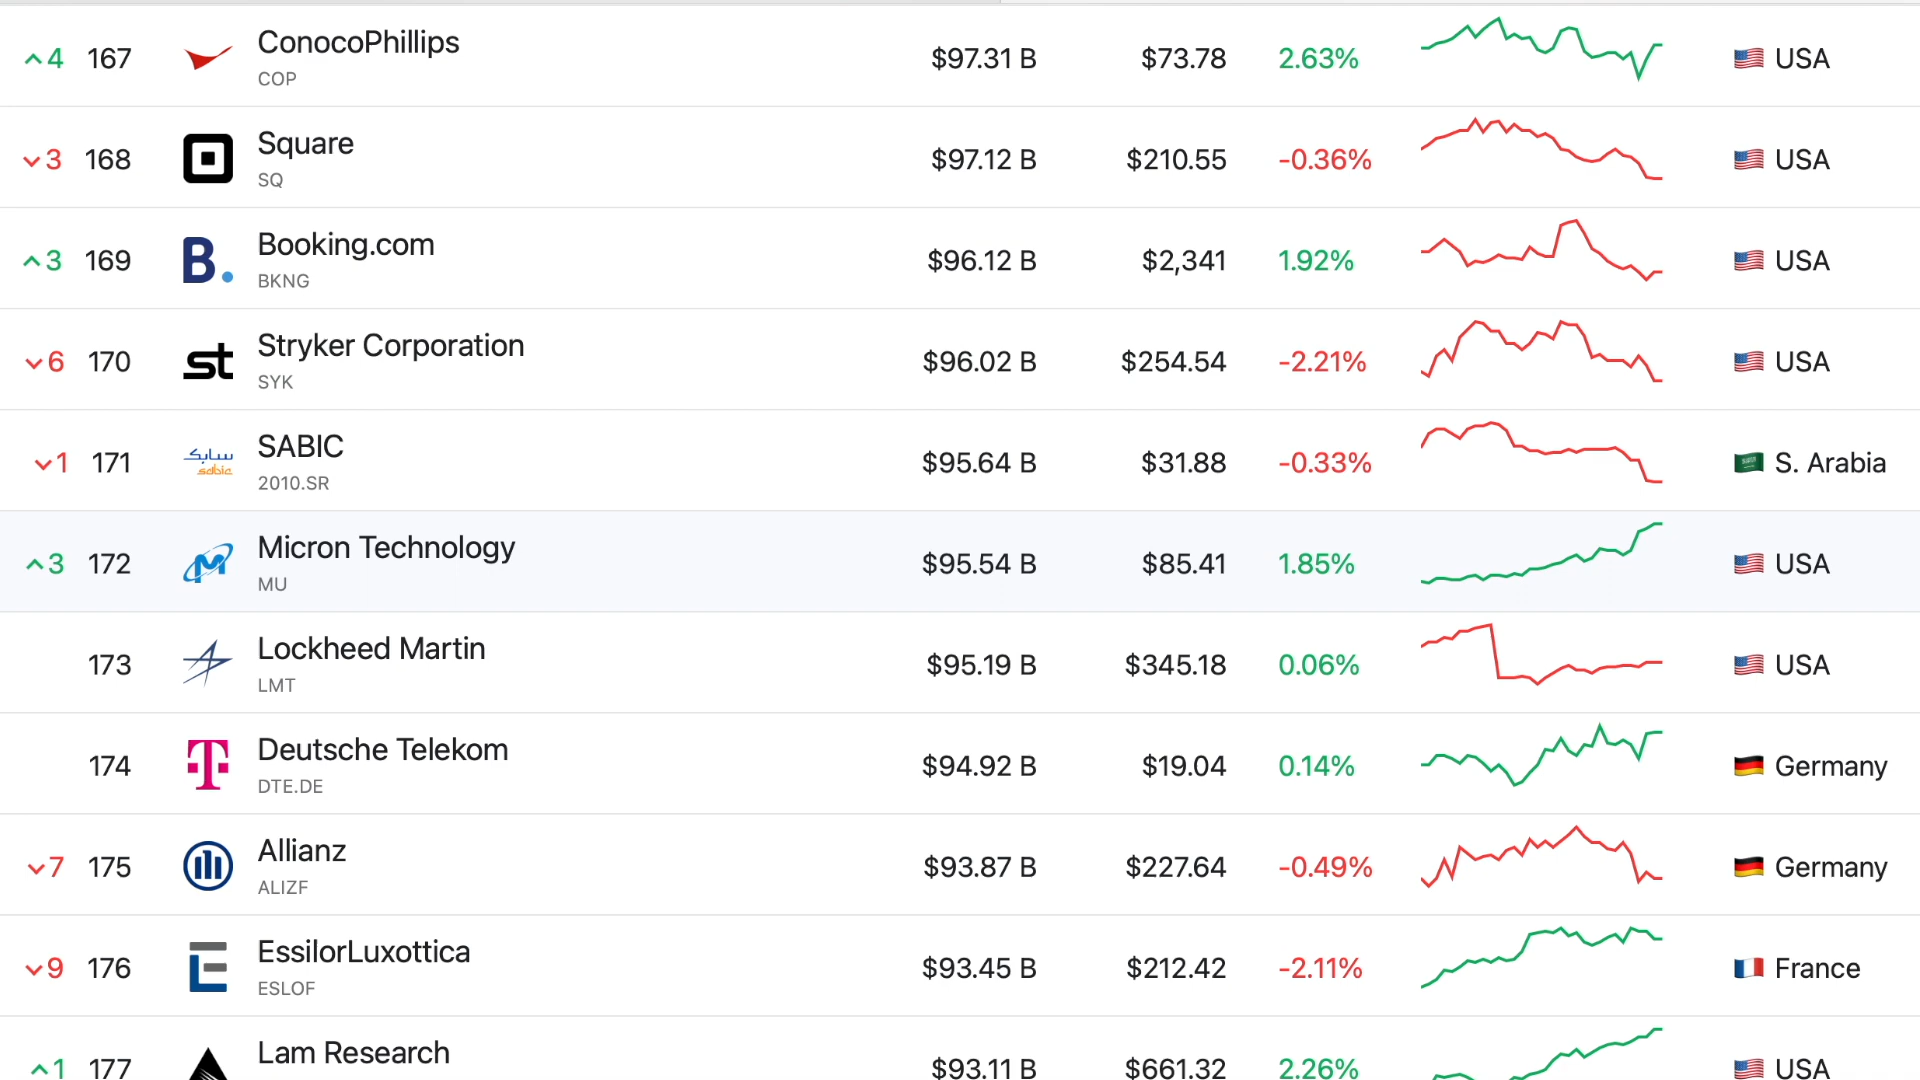 4 167 ConocoPhillips $97.31 B $73.78 2.63% USA
COP
3 168 Square $97.12 B $210.55 -0.36% USA
SQ
3 169 B. Booking.com $96.12 B $2,341 1.92% USA
BKNG
6 170 st Stryker Corporation $96.02 B $254.54 -2.21% USA
SYK
1 171 سابك sabic SABIC $95.64 B $31.88 -0.33% S. Arabia
2010.SR
3 172 M Micron Technology $95.54 B $85.41 1.85% USA
MU
173 Lockheed Martin $95.19 B $345.18 0.06% USA
LMT
174 T Deutsche Telekom $94.92 B $19.04 0.14% Germany
DTE.DE
7 175 Allianz $93.87 B $227.64 -0.49% Germany
ALIZF
9 176 EssilorLuxottica $93.45 B $212.42 -2.11% France
ESLOF
1 177 Lam Research $93.11 B $661.32 2.26% USA